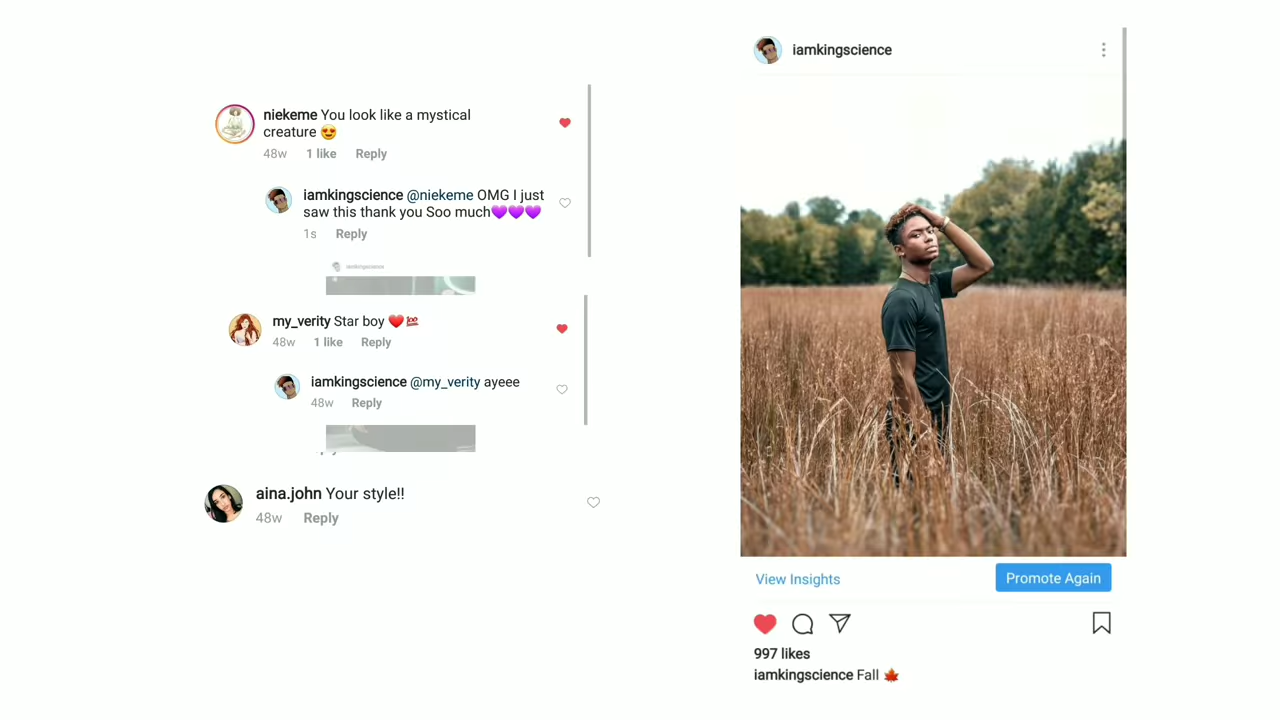 niekeme You look like a mystical
creature 😍
48w 1 like Reply
iamkingscience @niekeme OMG I just
saw this thank you Soo much💜💜💜
1s Reply
iamkingscience
my_verity Star boy ❤️💯
48w 1 like Reply
iamkingscience @my_verity ayeee
48w Reply
aina.john Your style!!
48w Reply
iamkingscience
View Insights
Promote Again
997 likes
iamkingscience Fall 🍁